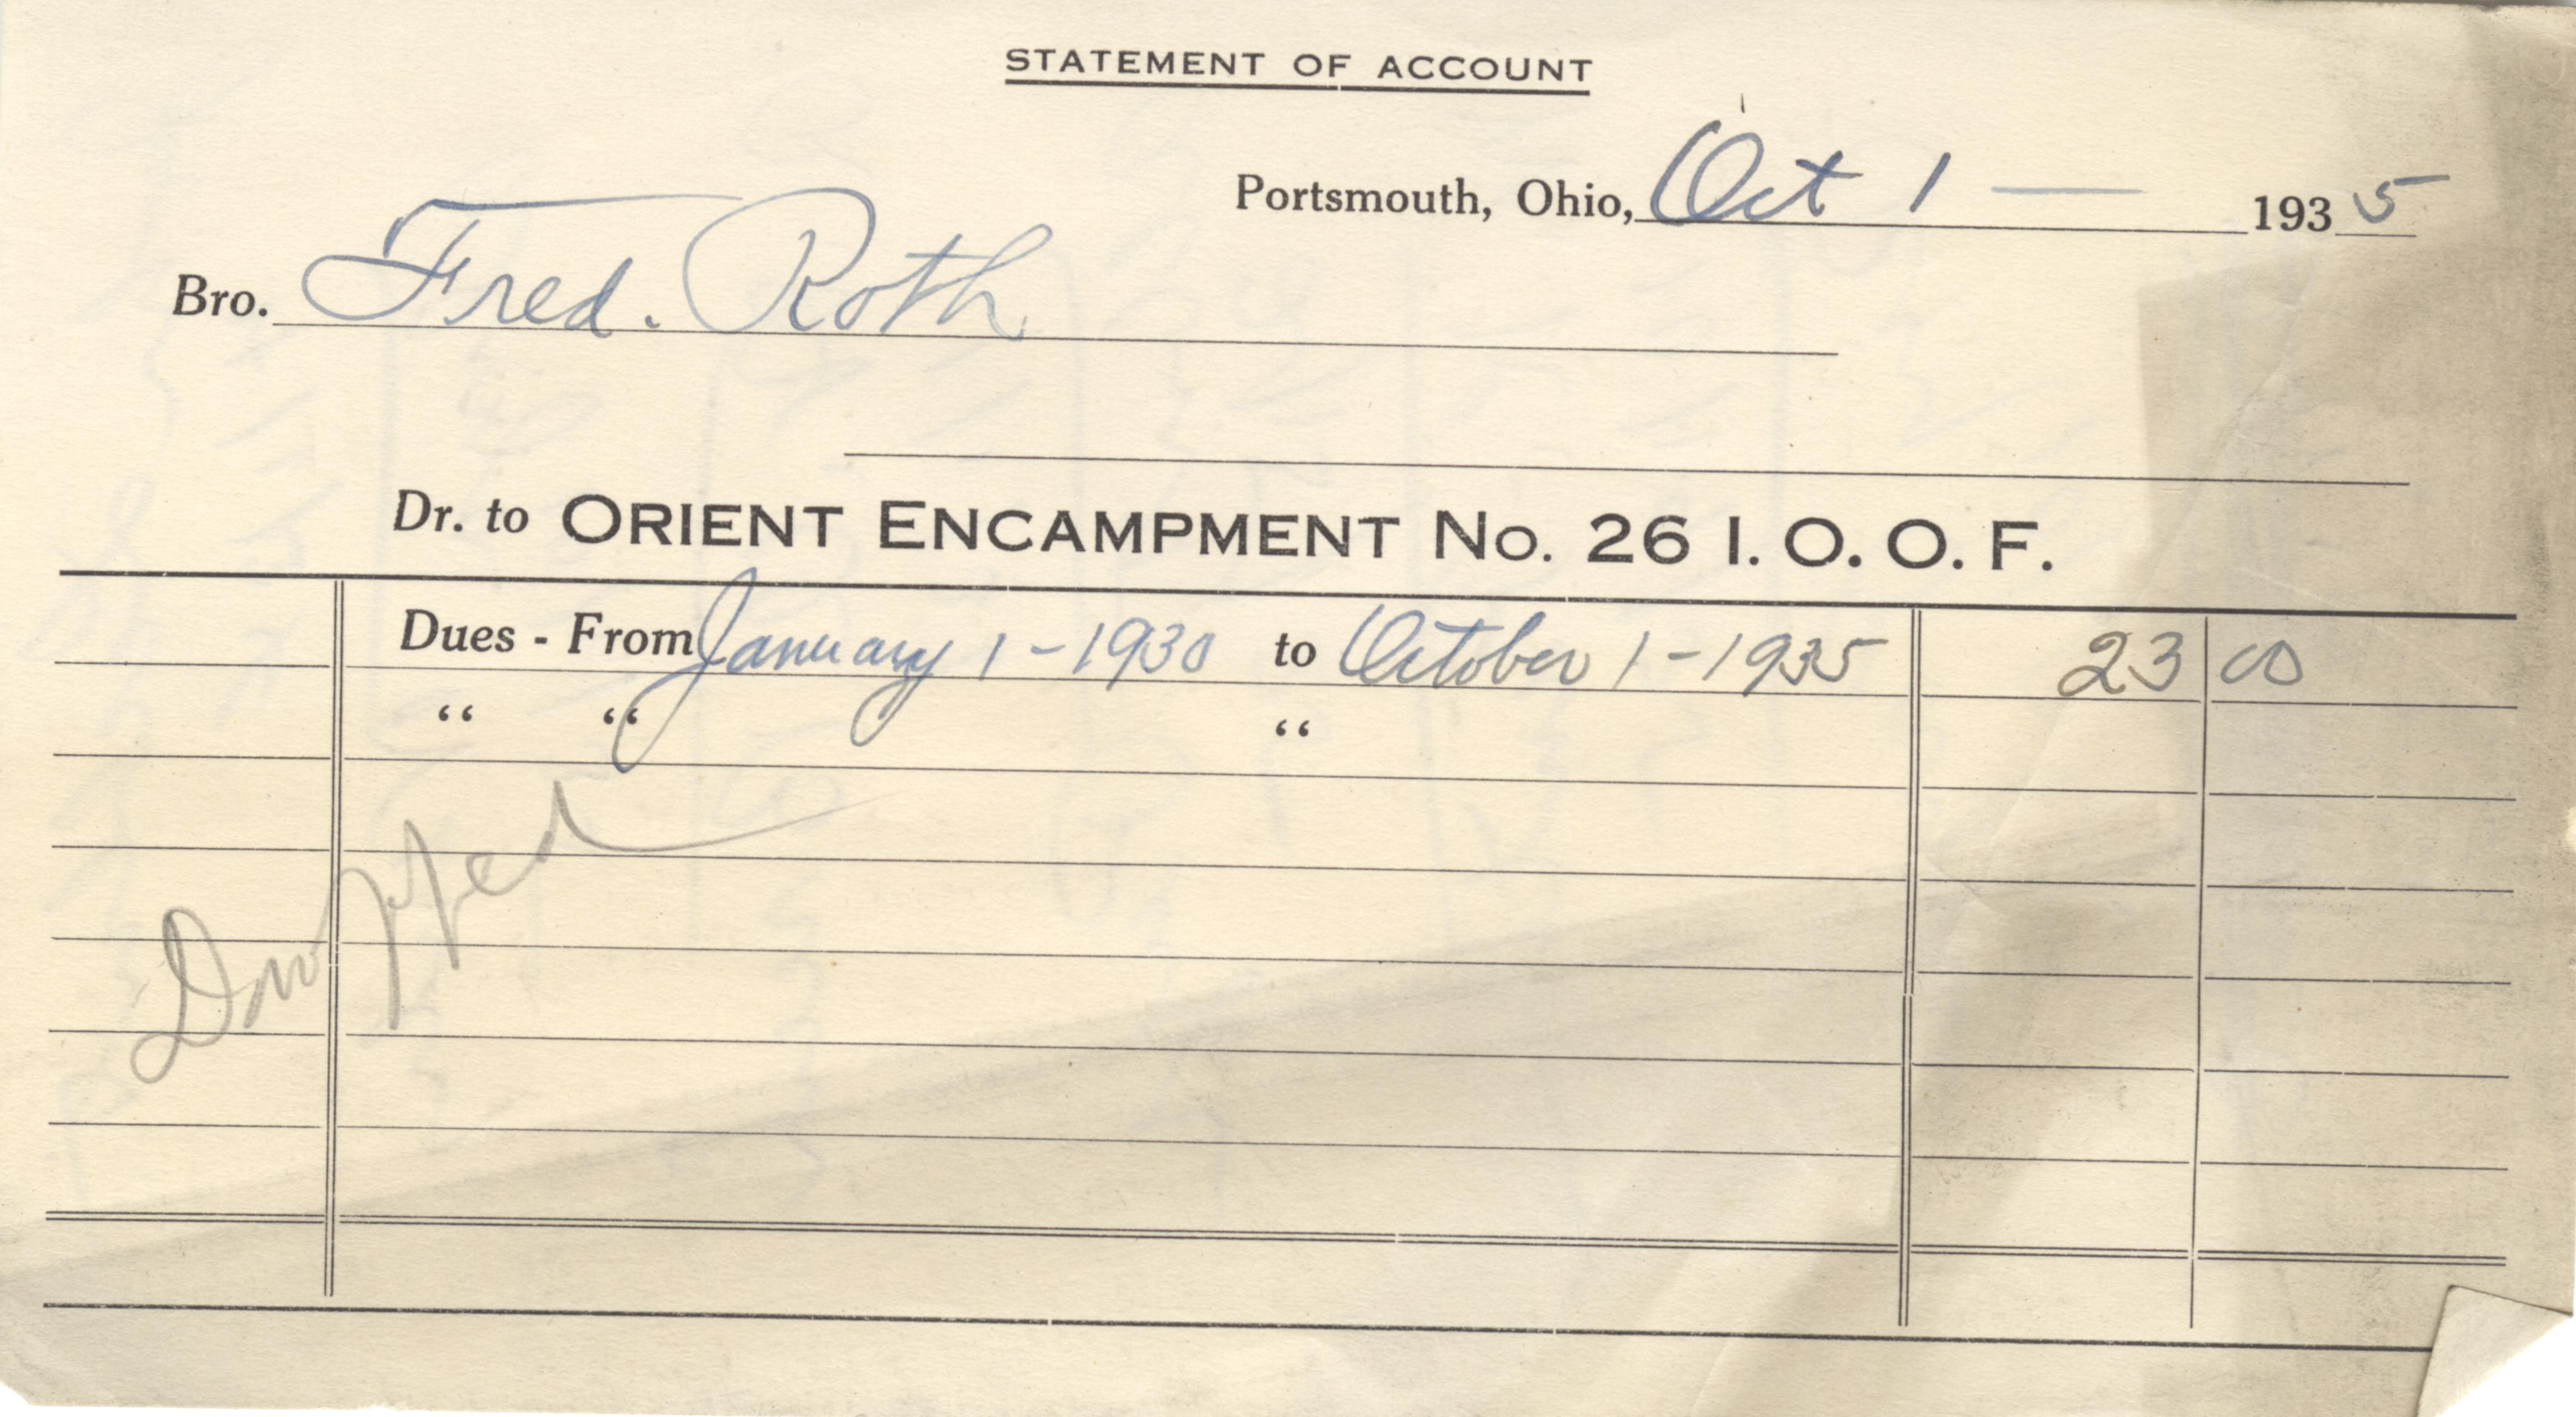 STATEMENT OF ACCOUNT
Portsmouth, Ohio, Oct 1 — 1935
Bro. Fred. Roth
Dr. to ORIENT ENCAMPMENT No. 26 I. O. O. F.
Dues - From January 1 - 1930 to October 1 - 1935 23 00
“ “ “
Dropped